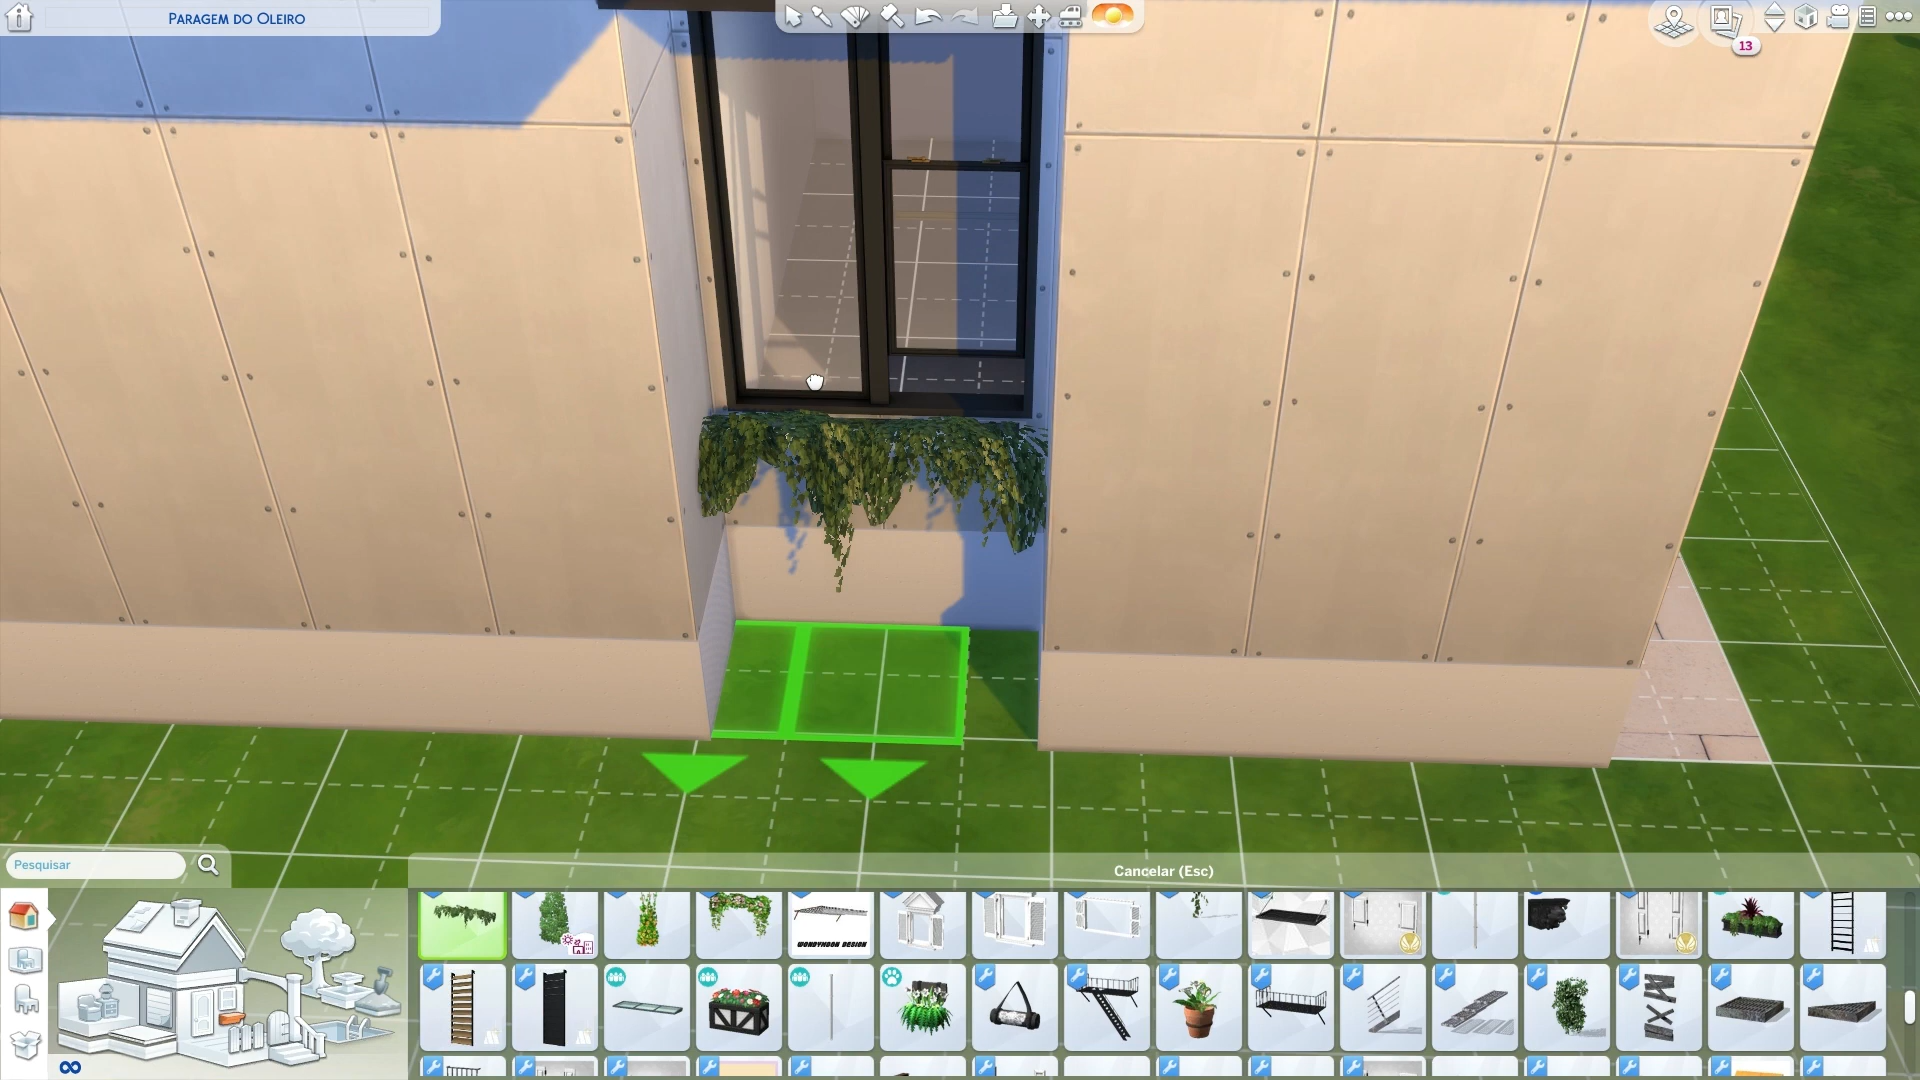 Paragem do Oleiro
13
Pesquisar
Cancelar (Esc)
WONDYMOON DESIGN